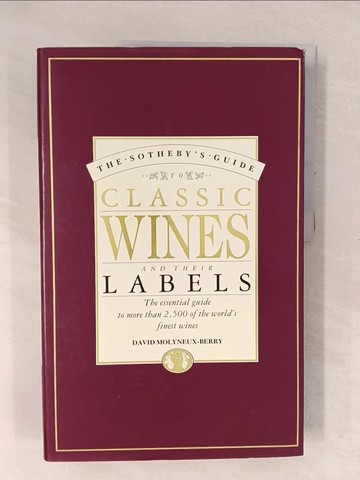 THE·SOTHEBY'S·GUIDE
TO
CLASSIC
WINES
AND THEIR
LABELS
The essential guide
to more than 2,500 of the world's
finest wines
DAVID MOLYNEUX-BERRY